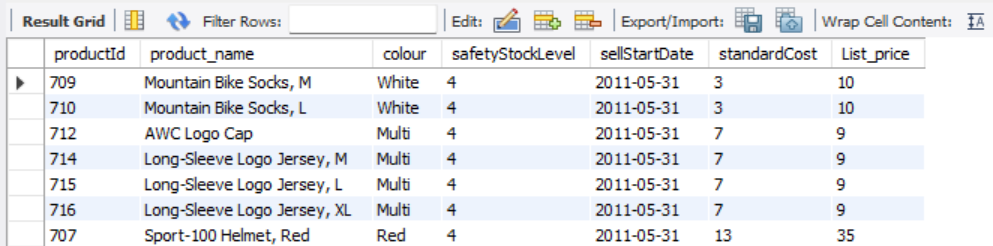 Result Grid Filter Rows: Edit: Export/Import: Wrap Cell Content: IA
productId product_name colour safetyStockLevel sellStartDate standardCost List_price
709 Mountain Bike Socks, M White 4 2011-05-31 3 10
710 Mountain Bike Socks, L White 4 2011-05-31 3 10
712 AWC Logo Cap Multi 4 2011-05-31 7 9
714 Long-Sleeve Logo Jersey, M Multi 4 2011-05-31 7 9
715 Long-Sleeve Logo Jersey, L Multi 4 2011-05-31 7 9
716 Long-Sleeve Logo Jersey, XL Multi 4 2011-05-31 7 9
707 Sport-100 Helmet, Red Red 4 2011-05-31 13 35